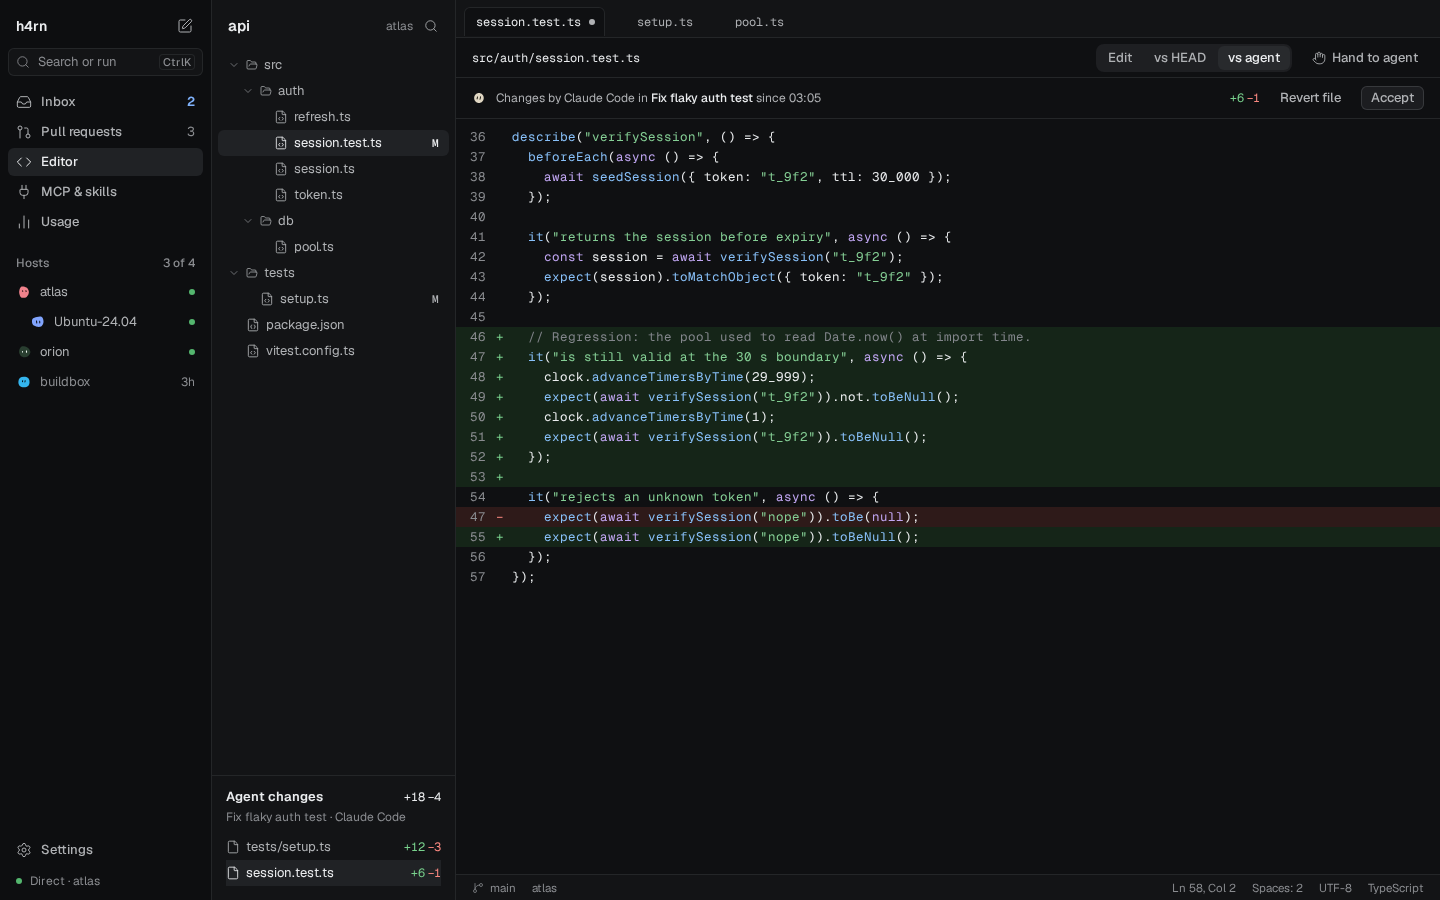 h4rn
Search or run
CtrlK
Inbox
2
Pull requests
3
Editor
MCP & skills
Usage
Hosts
3 of 4
atlas
Ubuntu-24.04
orion
buildbox
3h
Settings
Direct · atlas
api
atlas
src
auth
refresh.ts
session.test.ts
M
session.ts
token.ts
db
pool.ts
tests
setup.ts
M
package.json
vitest.config.ts
Agent changes
+18 −4
Fix flaky auth test · Claude Code
tests/setup.ts
+12 −3
session.test.ts
+6 −1
session.test.ts
setup.ts
pool.ts
src/auth/session.test.ts
Edit
vs HEAD
vs agent
Hand to agent
Changes by Claude Code in Fix flaky auth test since 03:05
+6 −1
Revert file
Accept
36 describe("verifySession", () => {
37 beforeEach(async () => {
38 await seedSession({ token: "t_9f2", ttl: 30_000 });
39 });
40
41 it("returns the session before expiry", async () => {
42 const session = await verifySession("t_9f2");
43 expect(session).toMatchObject({ token: "t_9f2" });
44 });
45
46 + // Regression: the pool used to read Date.now() at import time.
47 + it("is still valid at the 30 s boundary", async () => {
48 + clock.advanceTimersByTime(29_999);
49 + expect(await verifySession("t_9f2")).not.toBeNull();
50 + clock.advanceTimersByTime(1);
51 + expect(await verifySession("t_9f2")).toBeNull();
52 + });
53 +
54 it("rejects an unknown token", async () => {
47 − expect(await verifySession("nope")).toBe(null);
55 + expect(await verifySession("nope")).toBeNull();
56 });
57 });
main
atlas
Ln 58, Col 2
Spaces: 2
UTF-8
TypeScript